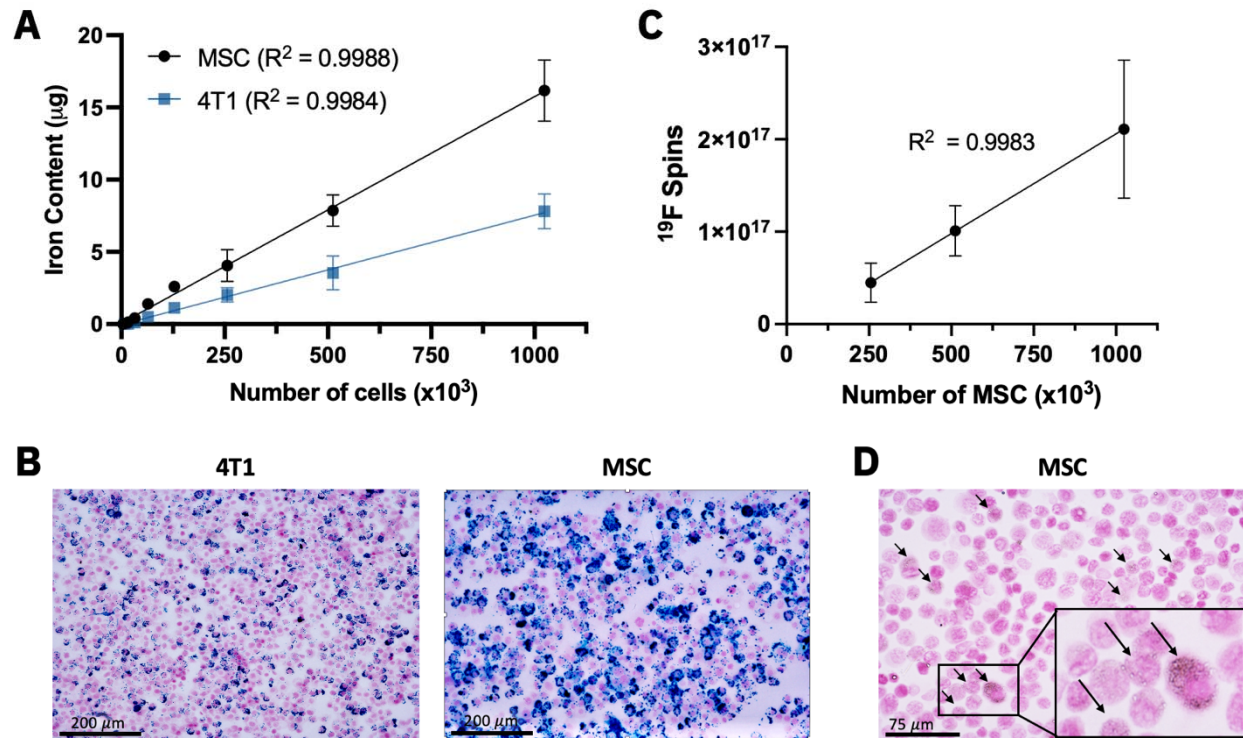 A
Iron Content (μg)
20
15
10
5
0
MSC (R² = 0.9988)
4T1 (R² = 0.9984)
0 250 500 750 1000
Number of cells (x10³)
C
¹⁹F Spins
3×10¹⁷
2×10¹⁷
1×10¹⁷
0
R² = 0.9983
0 250 500 750 1000
Number of MSC (x10³)
B
4T1
200 μm
MSC
200 μm
D
MSC
75 μm